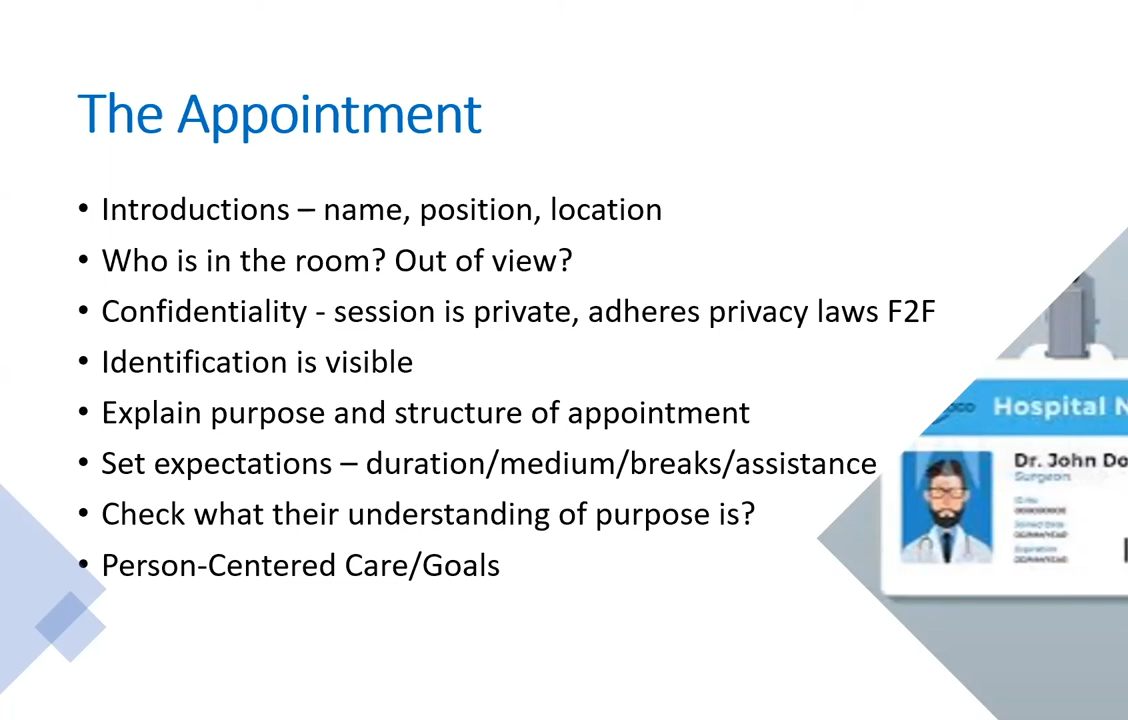 The Appointment
• Introductions – name, position, location
• Who is in the room? Out of view?
• Confidentiality - session is private, adheres privacy laws F2F
• Identification is visible
• Explain purpose and structure of appointment
• Set expectations – duration/medium/breaks/assistance
• Check what their understanding of purpose is?
• Person-Centered Care/Goals
Hospital N
Dr. John Do
Surgeon